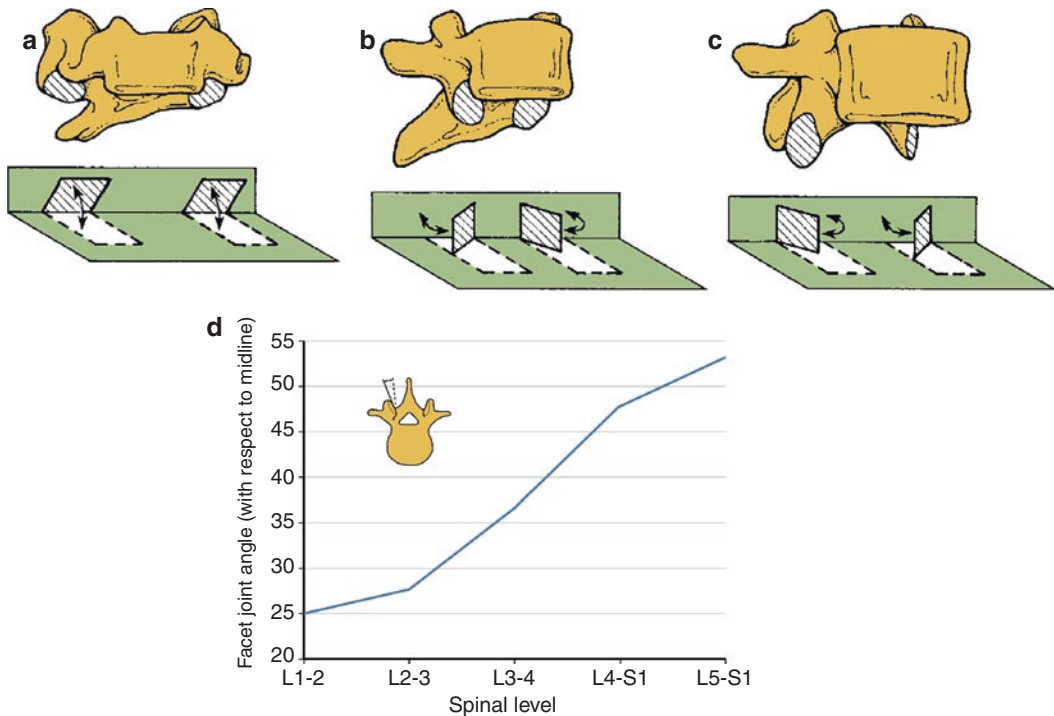 a
b
c
d
Facet joint angle (with respect to midline)
55
50
45
40
35
30
25
20
L1-2
L2-3
L3-4
L4-S1
L5-S1
Spinal level